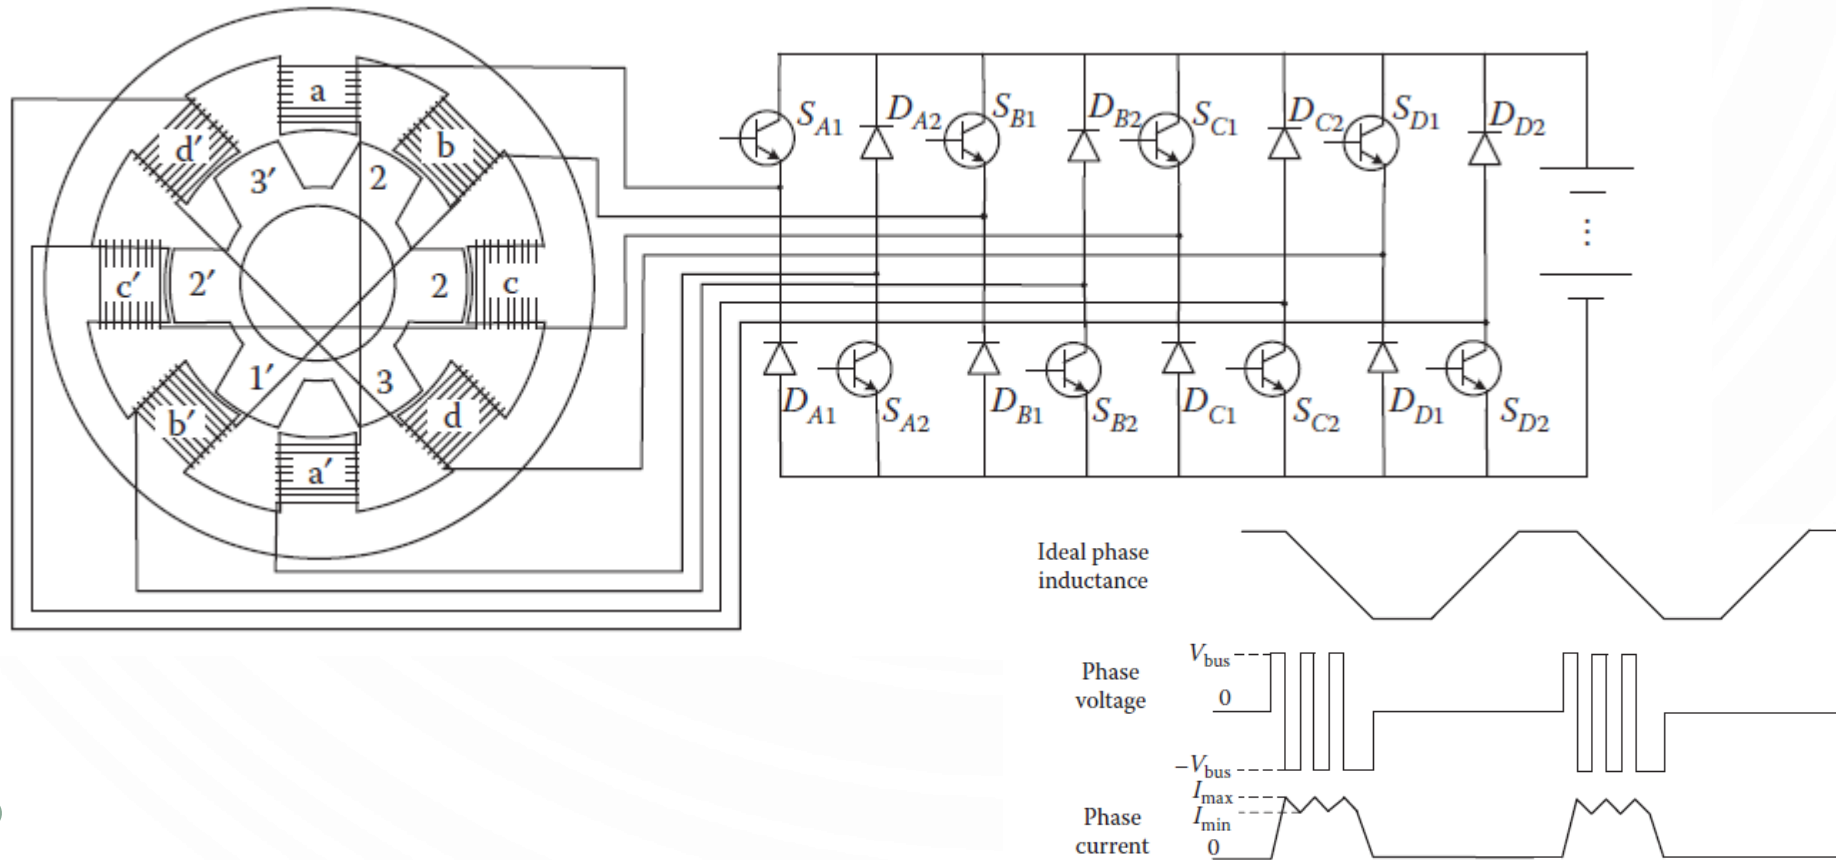 a
b
d′
3′
2
c′
2′
2
c
1′
3
b′
d
a′
S_A1
D_A2
S_B1
D_B2
S_C1
D_C2
S_D1
D_D2
⋮
D_A1
S_A2
D_B1
S_B2
D_C1
S_C2
D_D1
S_D2
Ideal phase
inductance
V_bus
Phase
voltage
0
−V_bus
I_max
I_min
Phase
current
0